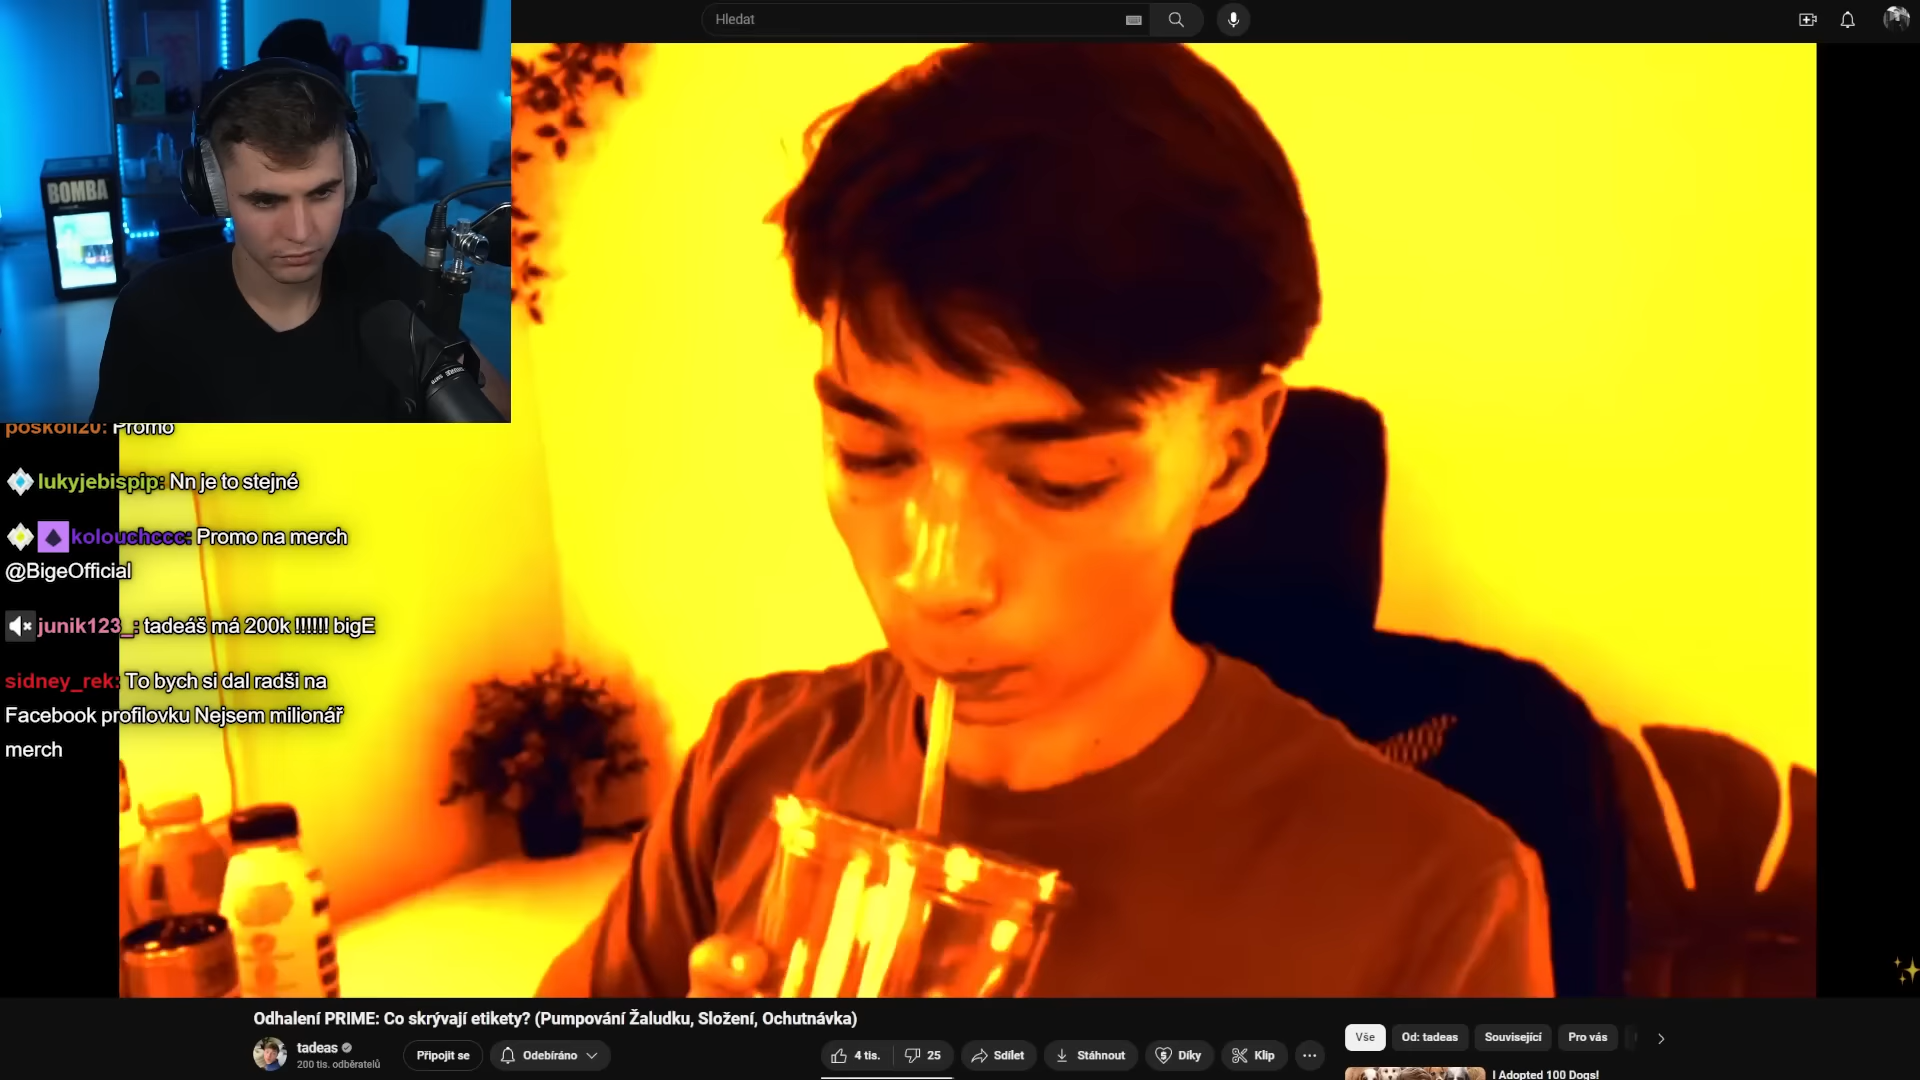 Hledat
BOMBA
poskoli20: Promo
lukyjebispip: Nn je to stejné
kolouchccc: Promo na merch
@BigeOfficial
junik123_: tadeáš má 200k !!!!!! bigE
sidney_rek: To bych si dal radši na
Facebook profilovku Nejsem milionář
merch
Odhalení PRIME: Co skrývají etikety? (Pumpování Žaludku, Složení, Ochutnávka)
tadeas
200 tis. odběratelů
Připojit se
Odebíráno
4 tis.
25
Sdílet
Stáhnout
Díky
Klip
Vše
Od: tadeas
Související
Pro vás
I Adopted 100 Dogs!